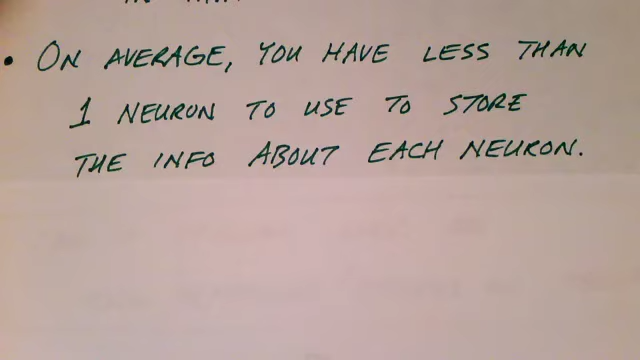 • ON AVERAGE, YOU HAVE LESS THAN
1 NEURON TO USE TO STORE
THE INFO ABOUT EACH NEURON.